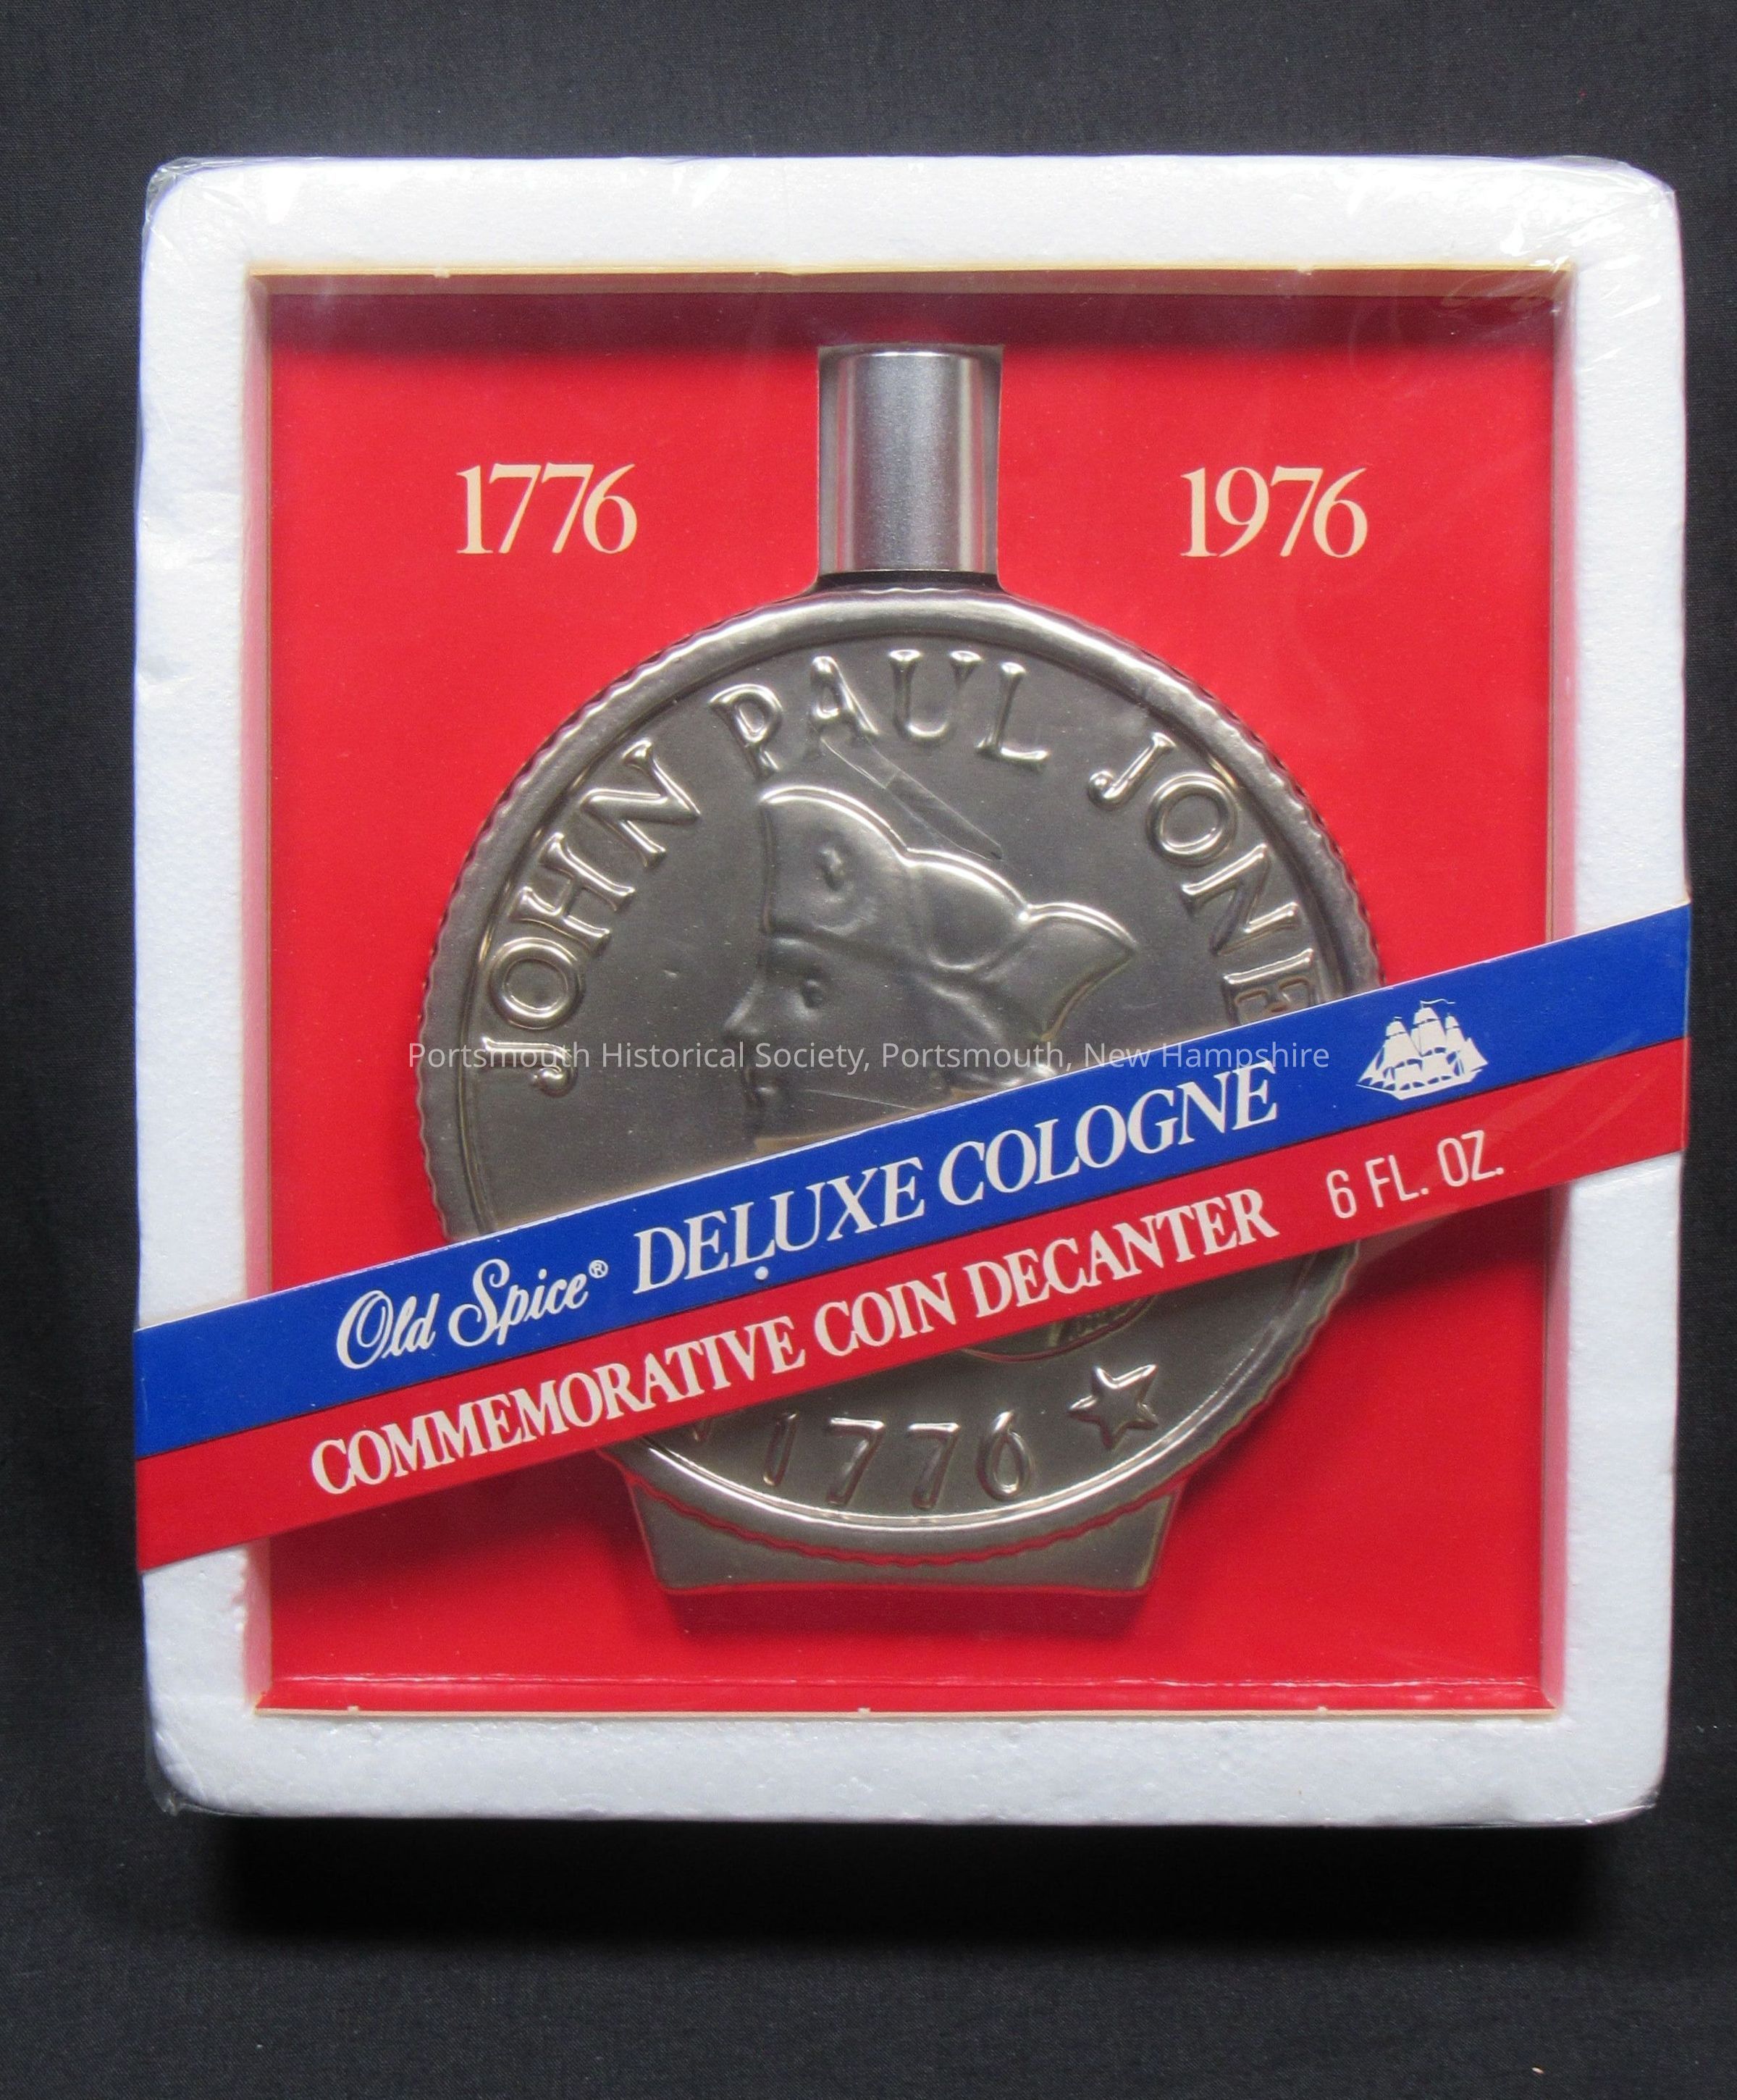 1776
1976
JOHN PAUL JONE
Portsmouth Historical Society, Portsmouth, New Hampshire
Old Spice® DELUXE COLOGNE
COMMEMORATIVE COIN DECANTER 6 FL. OZ.
1776